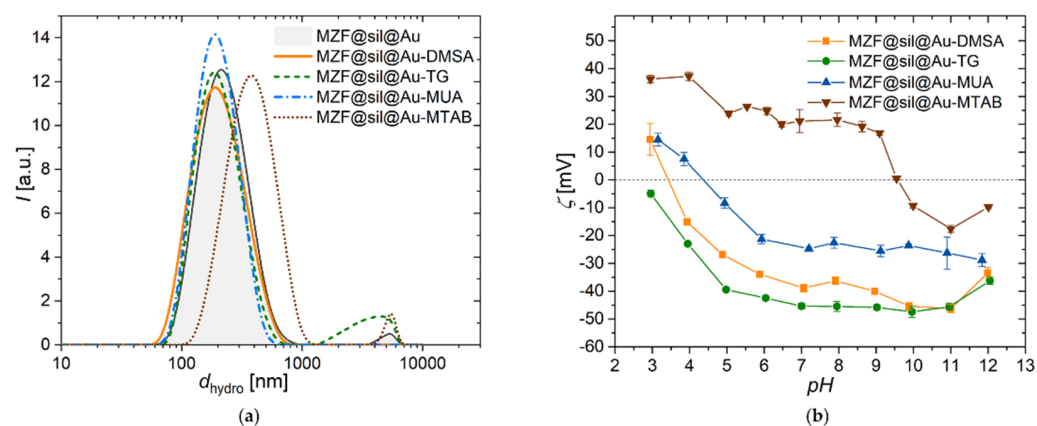 14
12
10
8
6
4
2
0
I [a.u.]
MZF@sil@Au
MZF@sil@Au-DMSA
MZF@sil@Au-TG
MZF@sil@Au-MUA
MZF@sil@Au-MTAB
10 100 1000 10000
dhydro [nm]
(a)
50
40
30
20
10
0
-10
-20
-30
-40
-50
-60
ζ [mV]
MZF@sil@Au-DMSA
MZF@sil@Au-TG
MZF@sil@Au-MUA
MZF@sil@Au-MTAB
2 3 4 5 6 7 8 9 10 11 12 13
pH
(b)